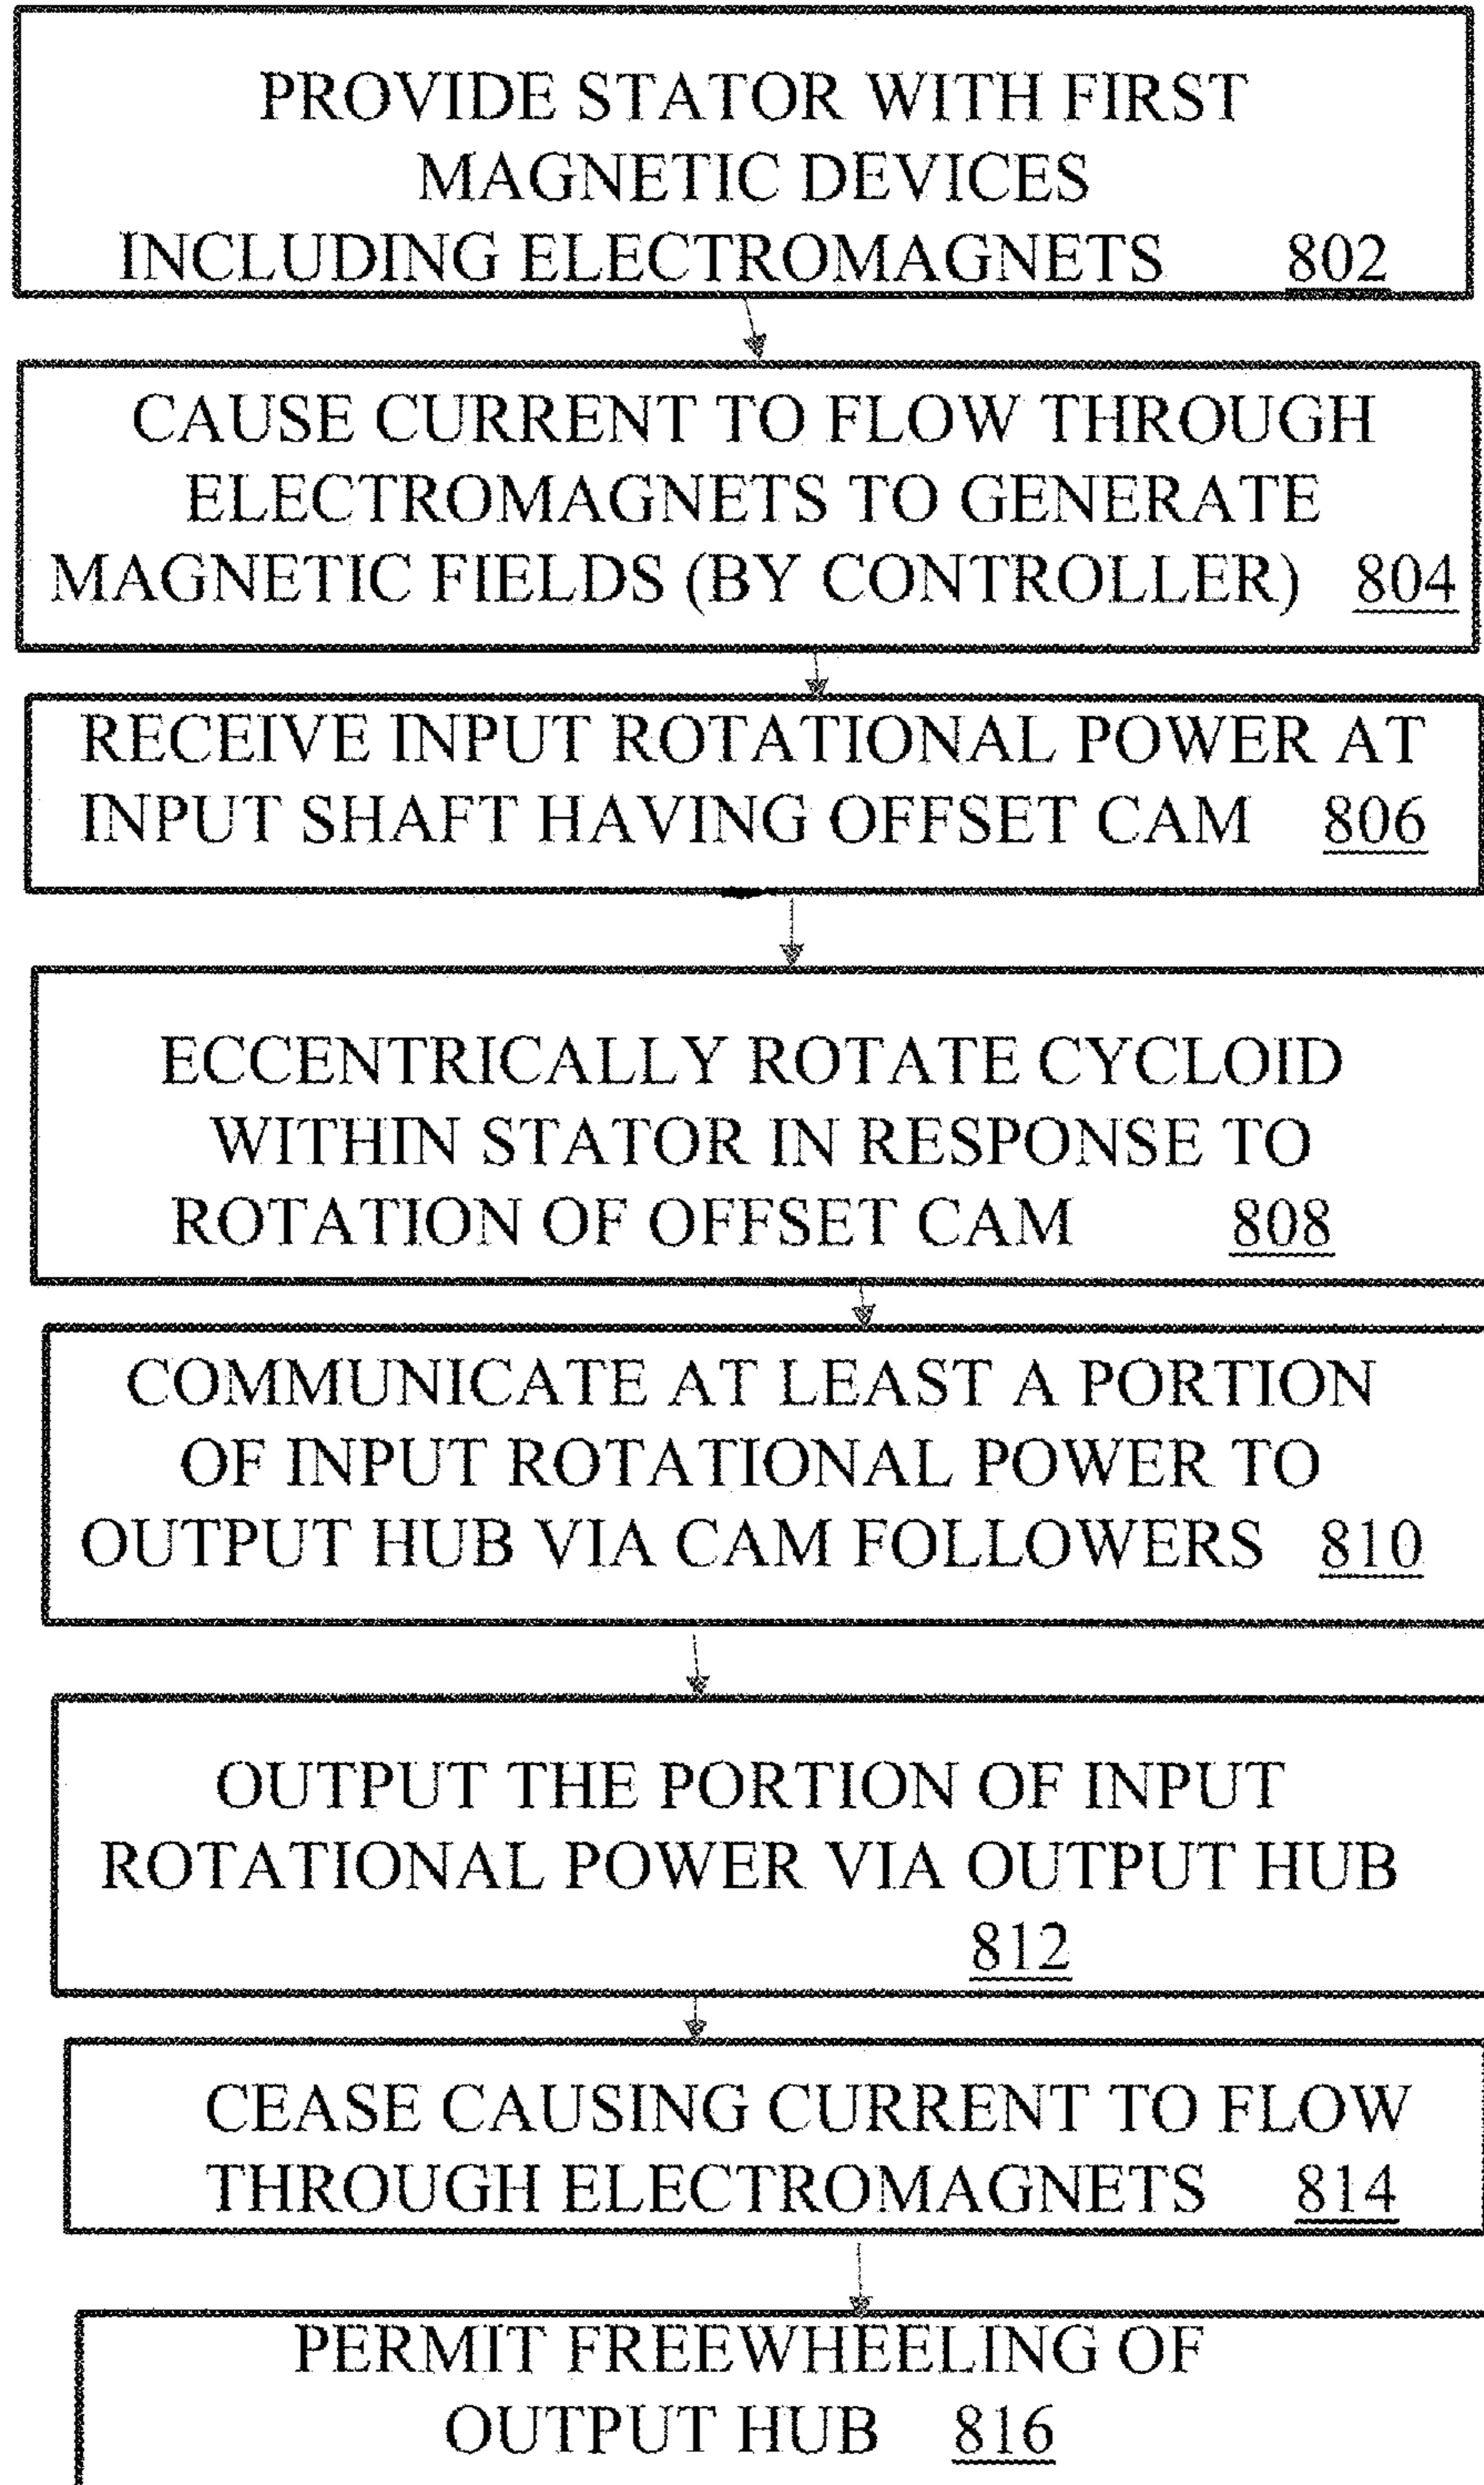 PROVIDE STATOR WITH FIRST
MAGNETIC DEVICES
INCLUDING ELECTROMAGNETS 802
CAUSE CURRENT TO FLOW THROUGH
ELECTROMAGNETS TO GENERATE
MAGNETIC FIELDS (BY CONTROLLER) 804
RECEIVE INPUT ROTATIONAL POWER AT
INPUT SHAFT HAVING OFFSET CAM 806
ECCENTRICALLY ROTATE CYCLOID
WITHIN STATOR IN RESPONSE TO
ROTATION OF OFFSET CAM 808
COMMUNICATE AT LEAST A PORTION
OF INPUT ROTATIONAL POWER TO
OUTPUT HUB VIA CAM FOLLOWERS 810
OUTPUT THE PORTION OF INPUT
ROTATIONAL POWER VIA OUTPUT HUB
812
CEASE CAUSING CURRENT TO FLOW
THROUGH ELECTROMAGNETS 814
PERMIT FREEWHEELING OF
OUTPUT HUB 816